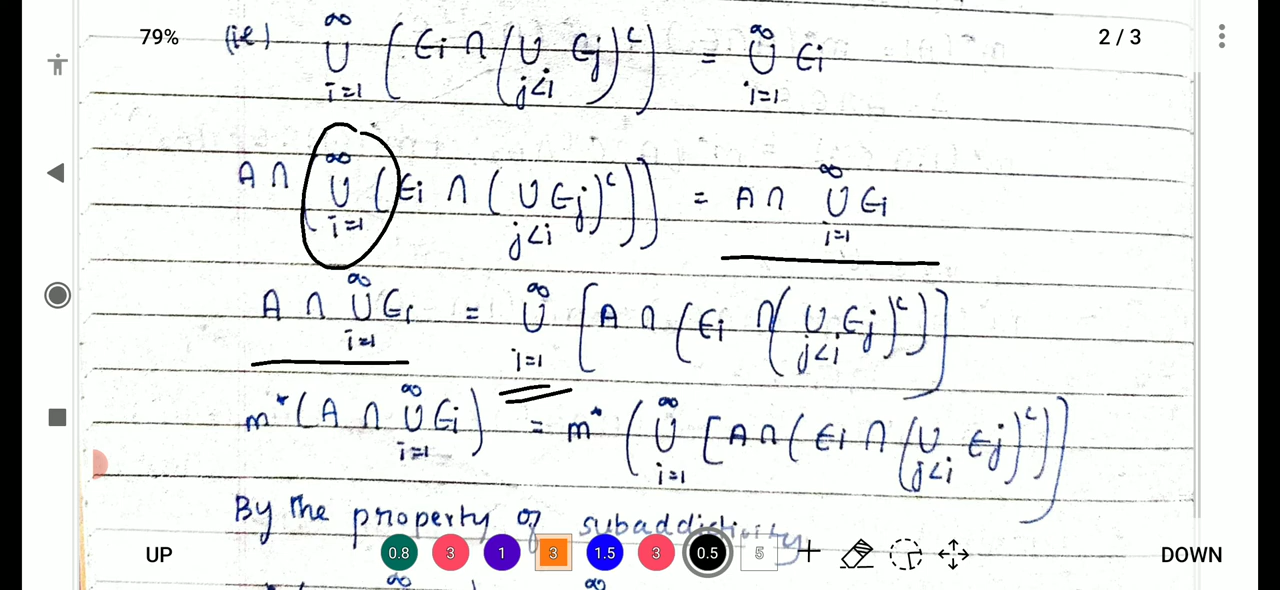 79%
2 / 3
(ie) ∞⋃i=1 (Ei ∩ (⋃j<i Ej)ᶜ) = ∞⋃i=1 Ei
A ∩ (∞⋃i=1 (Ei ∩ (⋃j<i Ej)ᶜ)) = A ∩ ∞⋃i=1 Ei
A ∩ ∞⋃i=1 Ei = ∞⋃i=1 [A ∩ (Ei ∩ (⋃j<i Ej)ᶜ)]
m*(A ∩ ∞⋃i=1 Ei) = m*(∞⋃i=1 [A ∩ (Ei ∩ (⋃j<i Ej)ᶜ)])
By the property of subaddistivity
UP 0.8 3 1 3 1.5 3 0.5 5 DOWN
∞ ∞